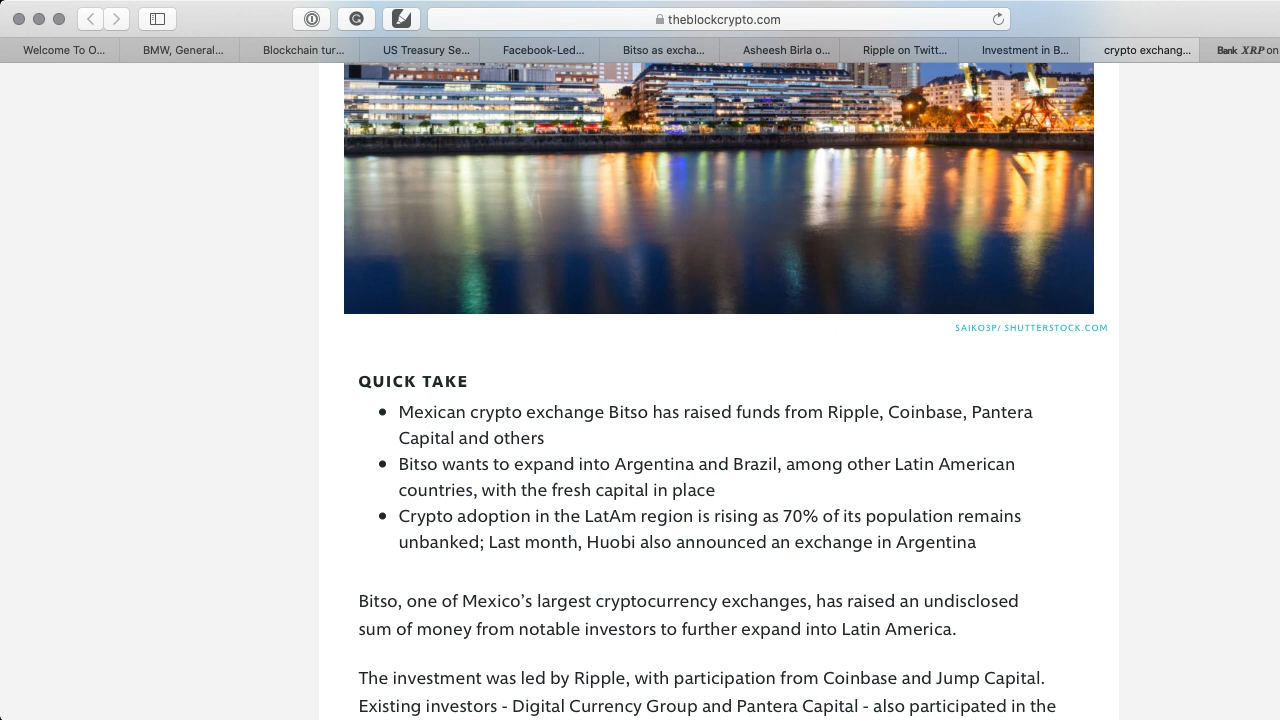 theblockcrypto.com
Welcome To O...
BMW, General...
Blockchain tur...
US Treasury Se...
Facebook-Led...
Bitso as excha...
Asheesh Birla o...
Ripple on Twitt...
Investment in B...
crypto exchang...
Bank XRP on
SAIKO3P/ SHUTTERSTOCK.COM
QUICK TAKE
Mexican crypto exchange Bitso has raised funds from Ripple, Coinbase, Pantera
Capital and others
Bitso wants to expand into Argentina and Brazil, among other Latin American
countries, with the fresh capital in place
Crypto adoption in the LatAm region is rising as 70% of its population remains
unbanked; Last month, Huobi also announced an exchange in Argentina
Bitso, one of Mexico’s largest cryptocurrency exchanges, has raised an undisclosed
sum of money from notable investors to further expand into Latin America.
The investment was led by Ripple, with participation from Coinbase and Jump Capital.
Existing investors - Digital Currency Group and Pantera Capital - also participated in the